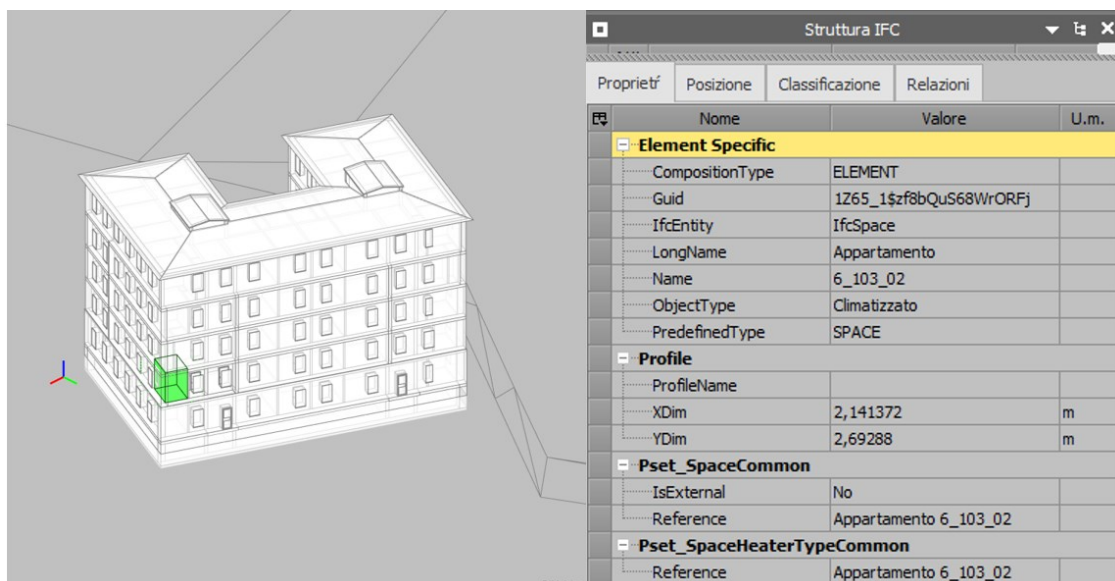 Struttura IFC
Proprietř Posizione Classificazione Relazioni
Nome Valore U.m.
Element Specific
CompositionType ELEMENT
Guid 1Z65_1$zf8bQuS68WrORFj
IfcEntity IfcSpace
LongName Appartamento
Name 6_103_02
ObjectType Climatizzato
PredefinedType SPACE
Profile
ProfileName
XDim 2,141372 m
YDim 2,69288 m
Pset_SpaceCommon
IsExternal No
Reference Appartamento 6_103_02
Pset_SpaceHeaterTypeCommon
Reference Appartamento 6_103_02